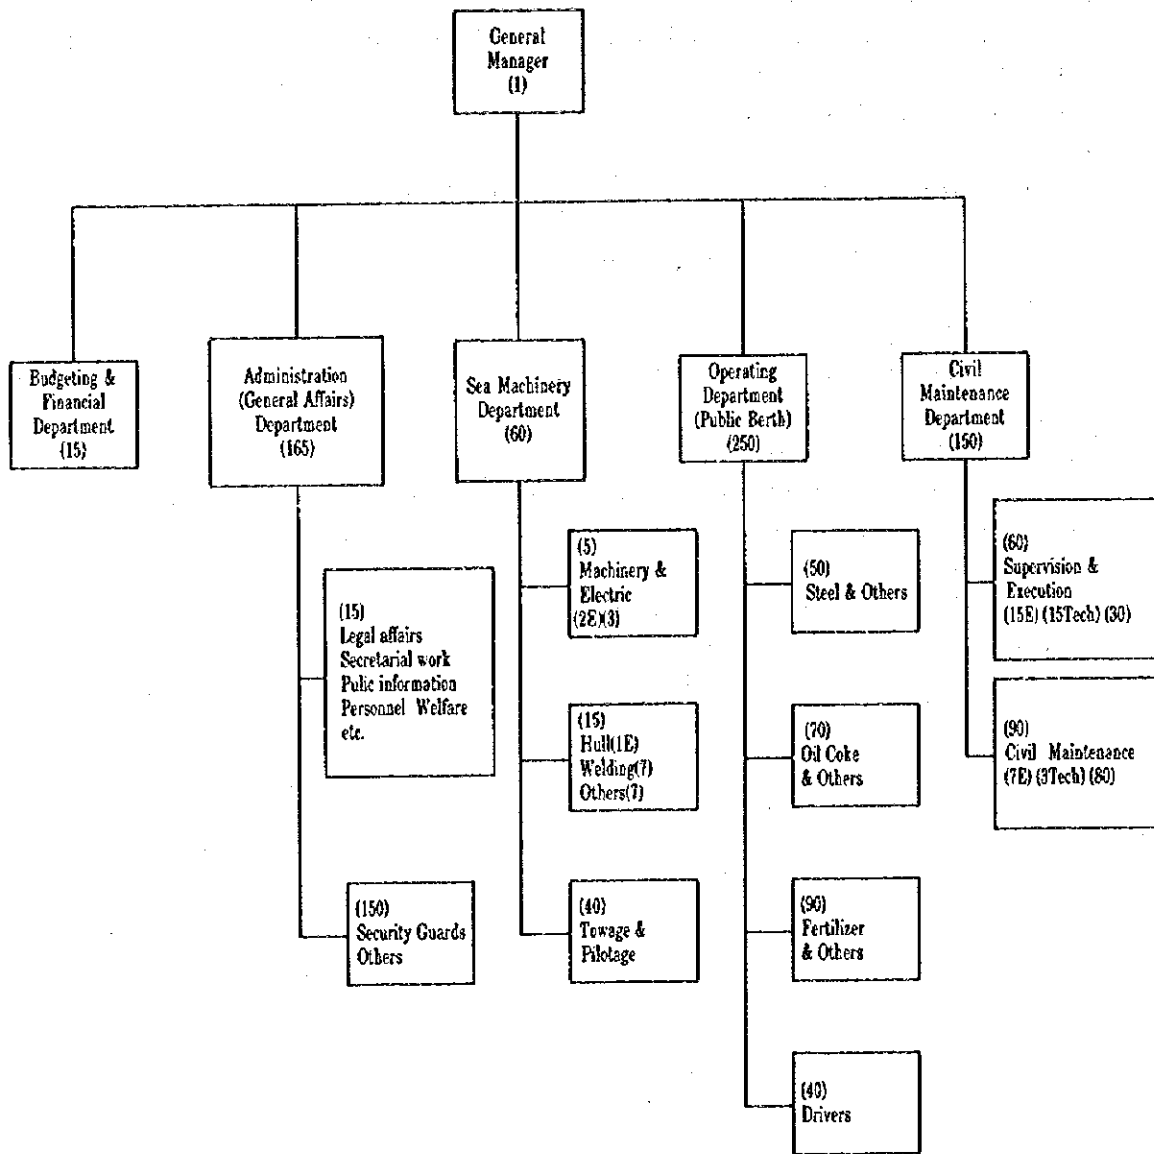 General
Manager
(1)
Budgeting &
Financial
Department
(15)
Administration
(General Affairs)
Department
(165)
Sea Machinery
Department
(60)
Operating
Department
(Public Berth)
(250)
Civil
Maintenance
Department
(150)
(15)
Legal affairs
Secretarial work
Pulic information
Personnel Welfare
etc.
(150)
Security Guards
Others
(5)
Machinery &
Electric
(2E)(3)
(15)
Hull(1E)
Welding(7)
Others(7)
(40)
Towage &
Pilotage
(50)
Steel & Others
(70)
Oil Coke
& Others
(90)
Fertilizer
& Others
(40)
Drivers
(60)
Supervision &
Execution
(15E) (15Tech) (30)
(90)
Civil Maintenance
(7E) (3Tech) (80)